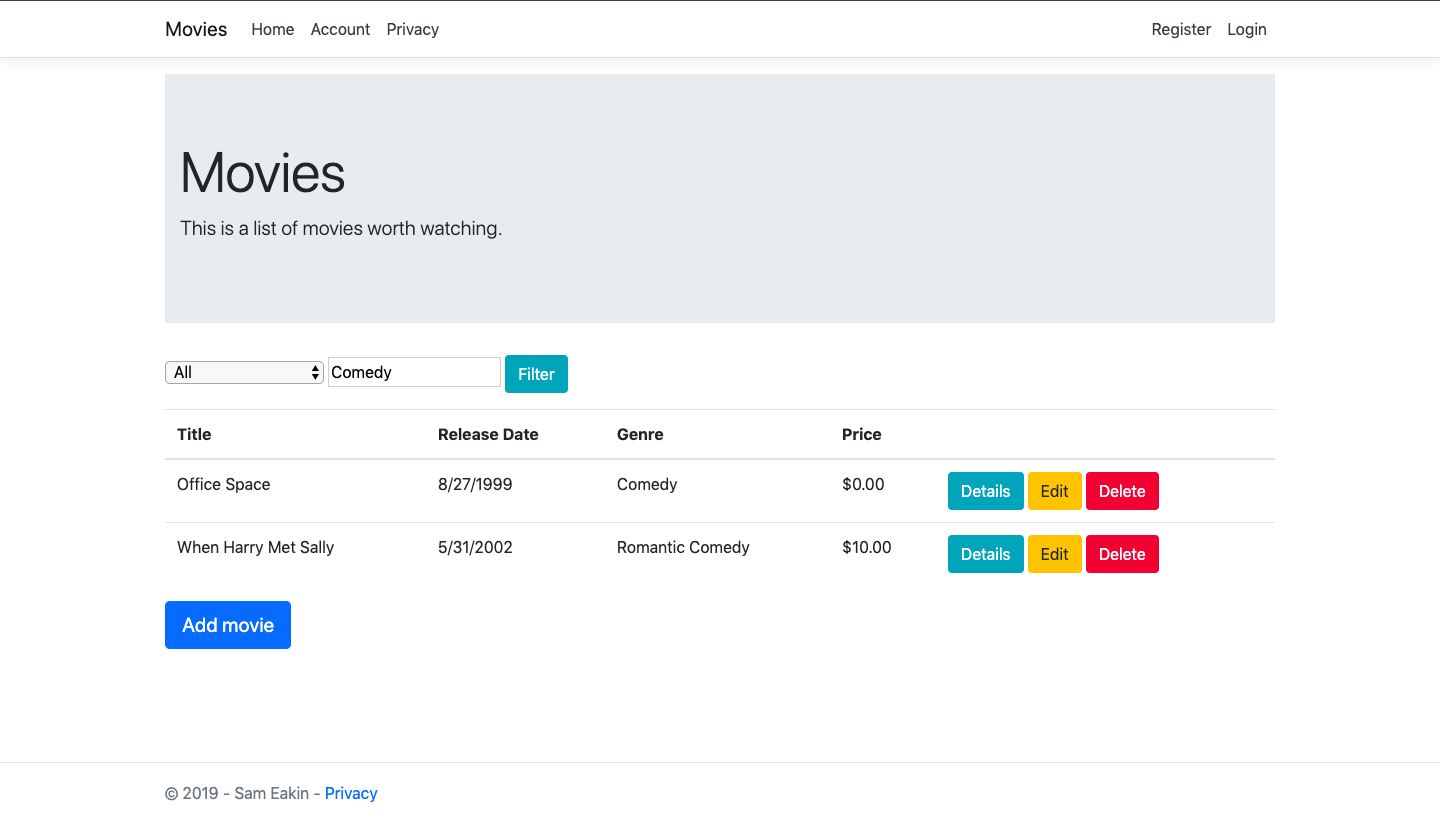 Movies Home Account Privacy Register Login
Movies
This is a list of movies worth watching.
All Comedy Filter
Title Release Date Genre Price
Office Space 8/27/1999 Comedy $0.00 Details Edit Delete
When Harry Met Sally 5/31/2002 Romantic Comedy $10.00 Details Edit Delete
Add movie
© 2019 - Sam Eakin - Privacy